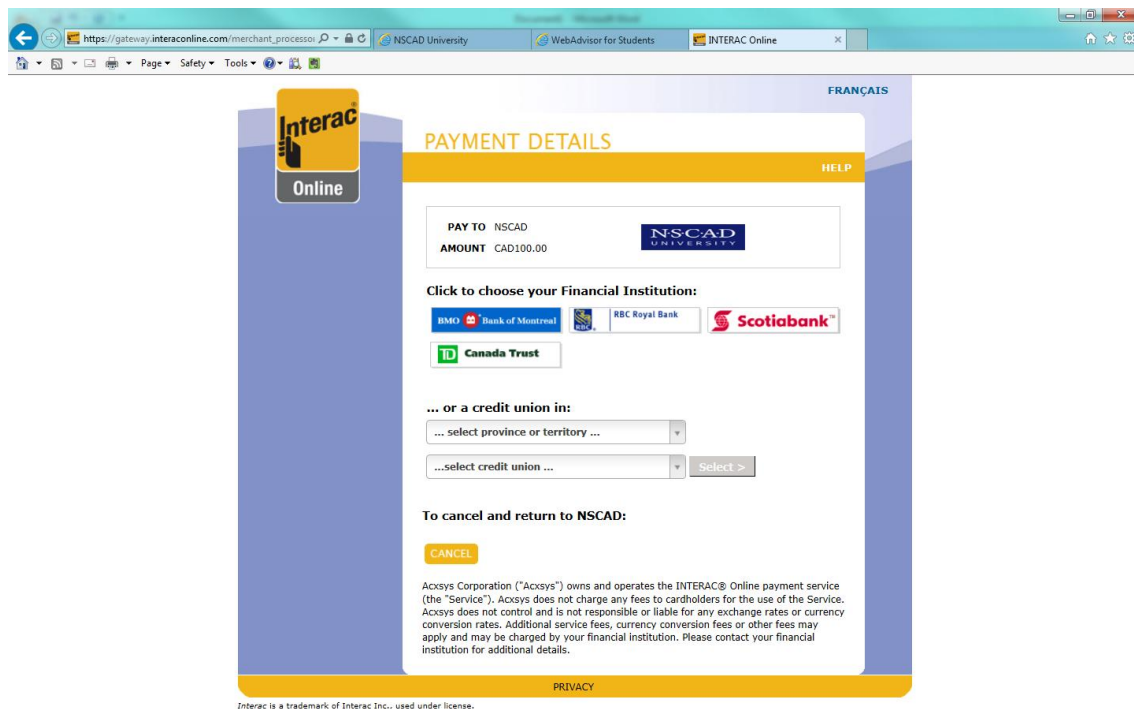 https://gateway.interaconline.com/merchant_processor
NSCAD University
WebAdvisor for Students
INTERAC Online
Page Safety Tools
FRANÇAIS
Interac
Online
PAYMENT DETAILS
HELP
PAY TO NSCAD
AMOUNT CAD100.00
N·S·C·A·D
UNIVERSITY
Click to choose your Financial Institution:
BMO Bank of Montreal
RBC
RBC Royal Bank
Scotiabank™
TD Canada Trust
... or a credit union in:
... select province or territory ...
...select credit union ...
Select >
To cancel and return to NSCAD:
CANCEL
Acxsys Corporation ("Acxsys") owns and operates the INTERAC® Online payment service
(the "Service"). Acxsys does not charge any fees to cardholders for the use of the Service.
Acxsys does not control and is not responsible or liable for any exchange rates or currency
conversion rates. Additional service fees, currency conversion fees or other fees may
apply and may be charged by your financial institution. Please contact your financial
institution for additional details.
PRIVACY
Interac is a trademark of Interac Inc., used under license.